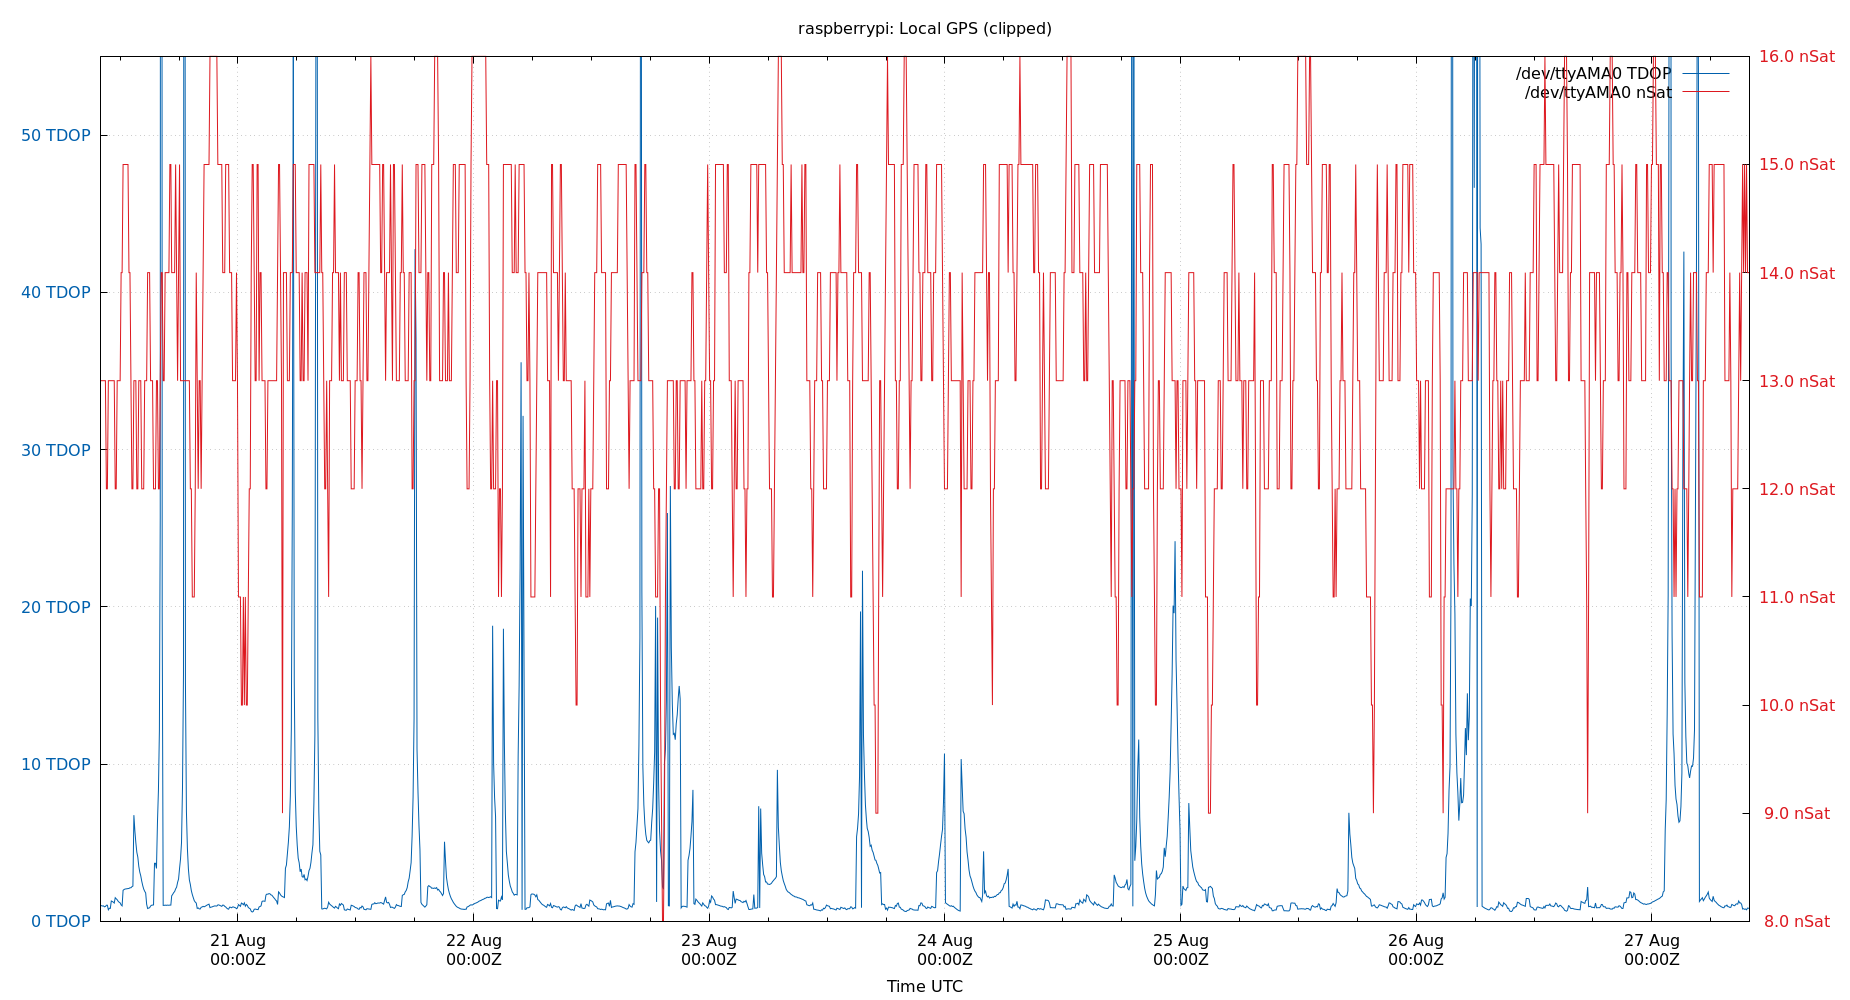 raspberrypi: Local GPS (clipped)
/dev/ttyAMA0 TDOP
/dev/ttyAMA0 nSat
50 TDOP
40 TDOP
30 TDOP
20 TDOP
10 TDOP
0 TDOP
16.0 nSat
15.0 nSat
14.0 nSat
13.0 nSat
12.0 nSat
11.0 nSat
10.0 nSat
9.0 nSat
8.0 nSat
21 Aug 22 Aug 23 Aug 24 Aug 25 Aug 26 Aug 27 Aug
00:00Z 00:00Z 00:00Z 00:00Z 00:00Z 00:00Z 00:00Z
Time UTC